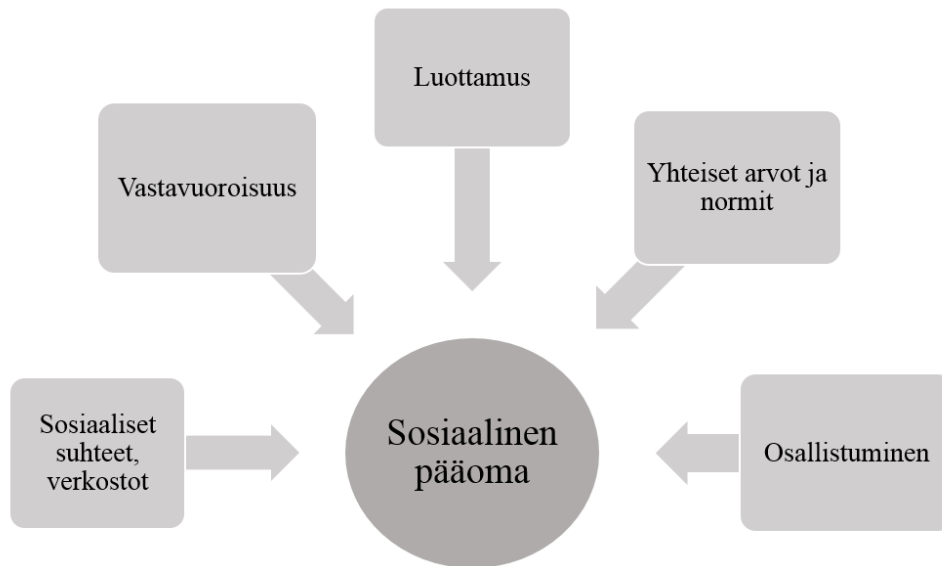 Luottamus
Vastavuoroisuus
Yhteiset arvot ja
normit
Sosiaaliset
suhteet,
verkostot
Sosiaalinen
pääoma
Osallistuminen